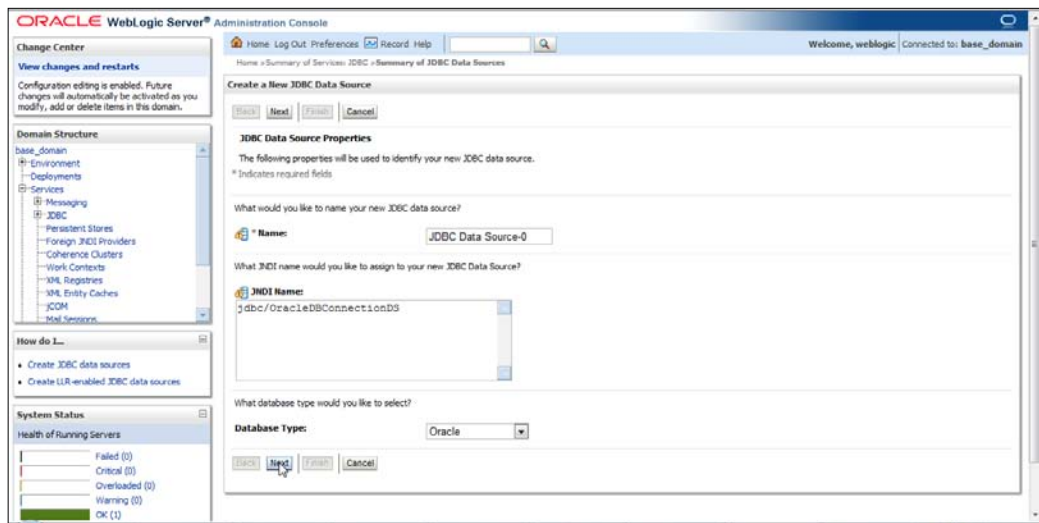 ORACLE WebLogic Server® Administration Console
Change Center
View changes and restarts
Configuration editing is enabled. Future
changes will automatically be activated as you
modify, add or delete items in this domain.
Domain Structure
base_domain
Environment
Deployments
Services
Messaging
JDBC
Persistent Stores
Foreign JNDI Providers
Coherence Clusters
Work Contexts
XML Registries
XML Entity Caches
jCOM
Mail Sessions
How do I...
Create JDBC data sources
Create LLR-enabled JDBC data sources
System Status
Health of Running Servers
Failed (0)
Critical (0)
Overloaded (0)
Warning (0)
OK (1)
Home Log Out Preferences Record Help
Welcome, weblogic Connected to: base_domain
Home >Summary of Services: JDBC >Summary of JDBC Data Sources
Create a New JDBC Data Source
Back Next Finish Cancel
JDBC Data Source Properties
The following properties will be used to identify your new JDBC data source.
* Indicates required fields
What would you like to name your new JDBC data source?
* Name: JDBC Data Source-0
What JNDI name would you like to assign to your new JDBC Data Source?
JNDI Name:
jdbc/OracleDBConnectionDS
What database type would you like to select?
Database Type: Oracle
Back Next Finish Cancel